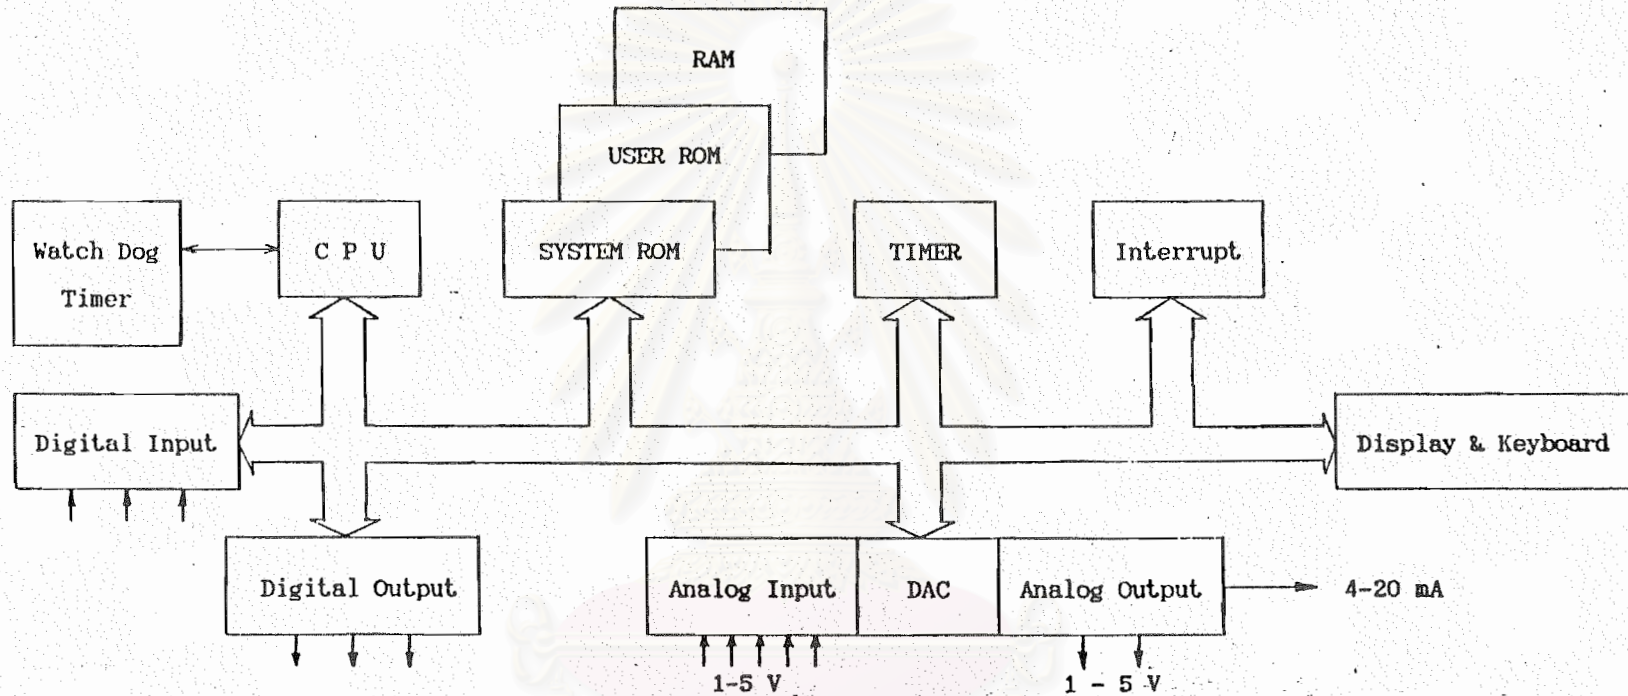 RAM
USER ROM
Watch Dog
Timer
C P U
SYSTEM ROM
TIMER
Interrupt
Digital Input
Display & Keyboard
Digital Output
Analog Input
DAC
Analog Output
4-20 mA
1-5 V
1 - 5 V